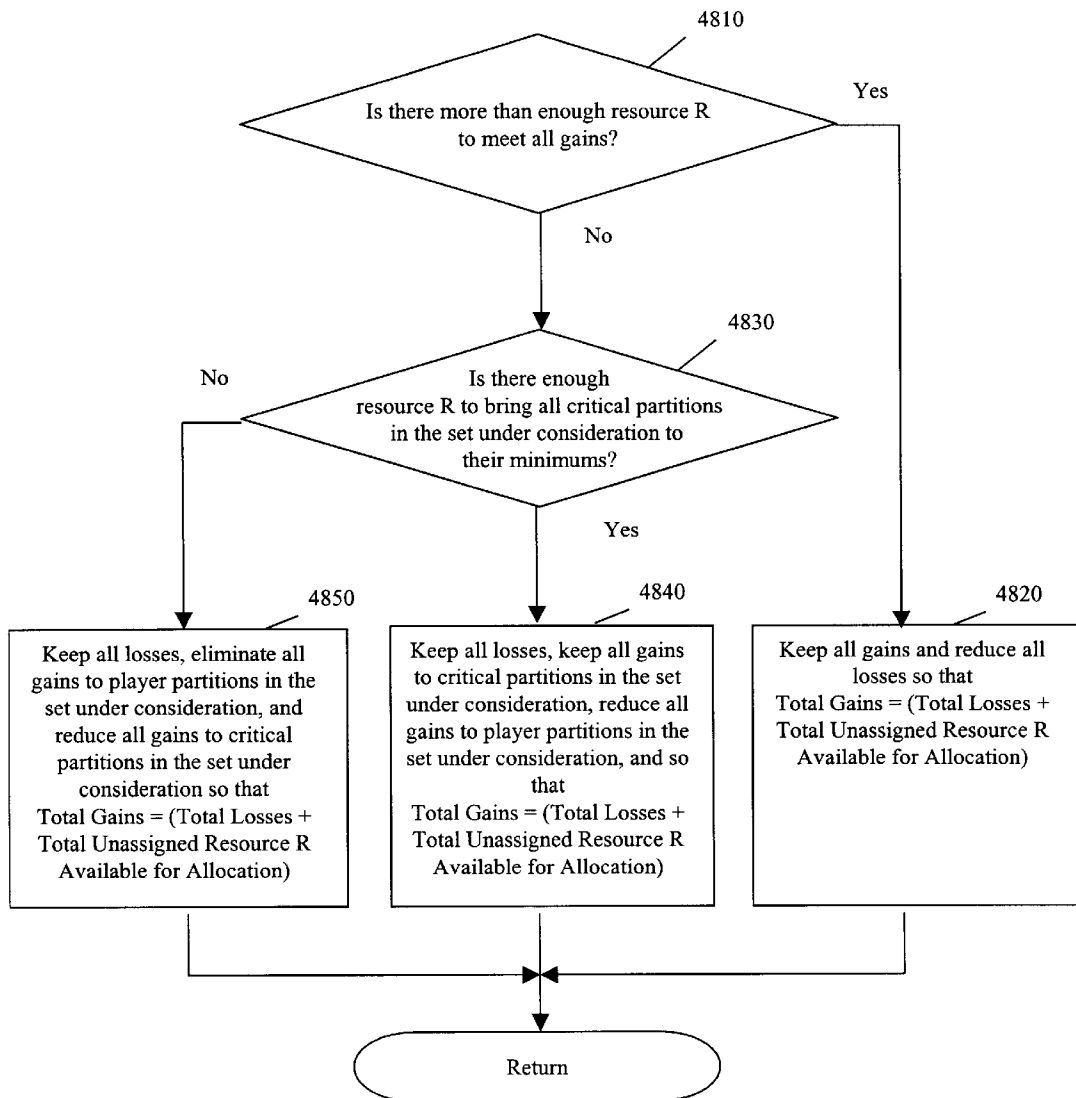 4810
Is there more than enough resource R
to meet all gains?
Yes
No
4830
Is there enough
resource R to bring all critical partitions
in the set under consideration to
their minimums?
No
Yes
4850
Keep all losses, eliminate all
gains to player partitions in the
set under consideration, and
reduce all gains to critical
partitions in the set under
consideration so that
Total Gains = (Total Losses +
Total Unassigned Resource R
Available for Allocation)
4840
Keep all losses, keep all gains
to critical partitions in the set
under consideration, reduce all
gains to player partitions in the
set under consideration, and so
that
Total Gains = (Total Losses +
Total Unassigned Resource R
Available for Allocation)
4820
Keep all gains and reduce all
losses so that
Total Gains = (Total Losses +
Total Unassigned Resource R
Available for Allocation)
Return